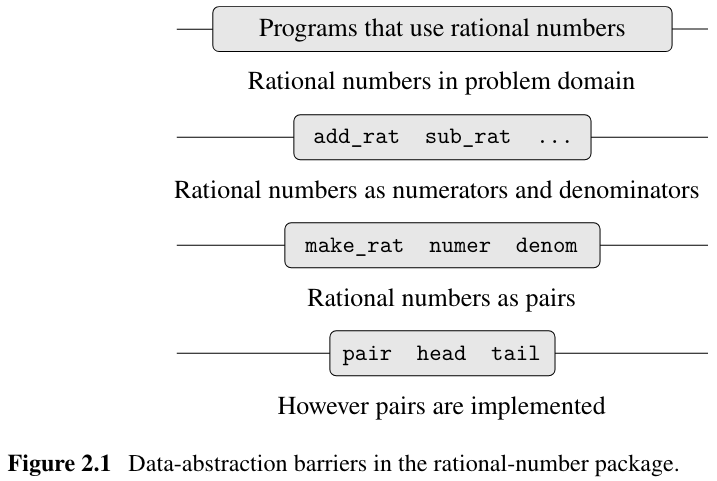 Programs that use rational numbers
Rational numbers in problem domain
add_rat sub_rat ...
Rational numbers as numerators and denominators
make_rat numer denom
Rational numbers as pairs
pair head tail
However pairs are implemented
Figure 2.1 Data-abstraction barriers in the rational-number package.